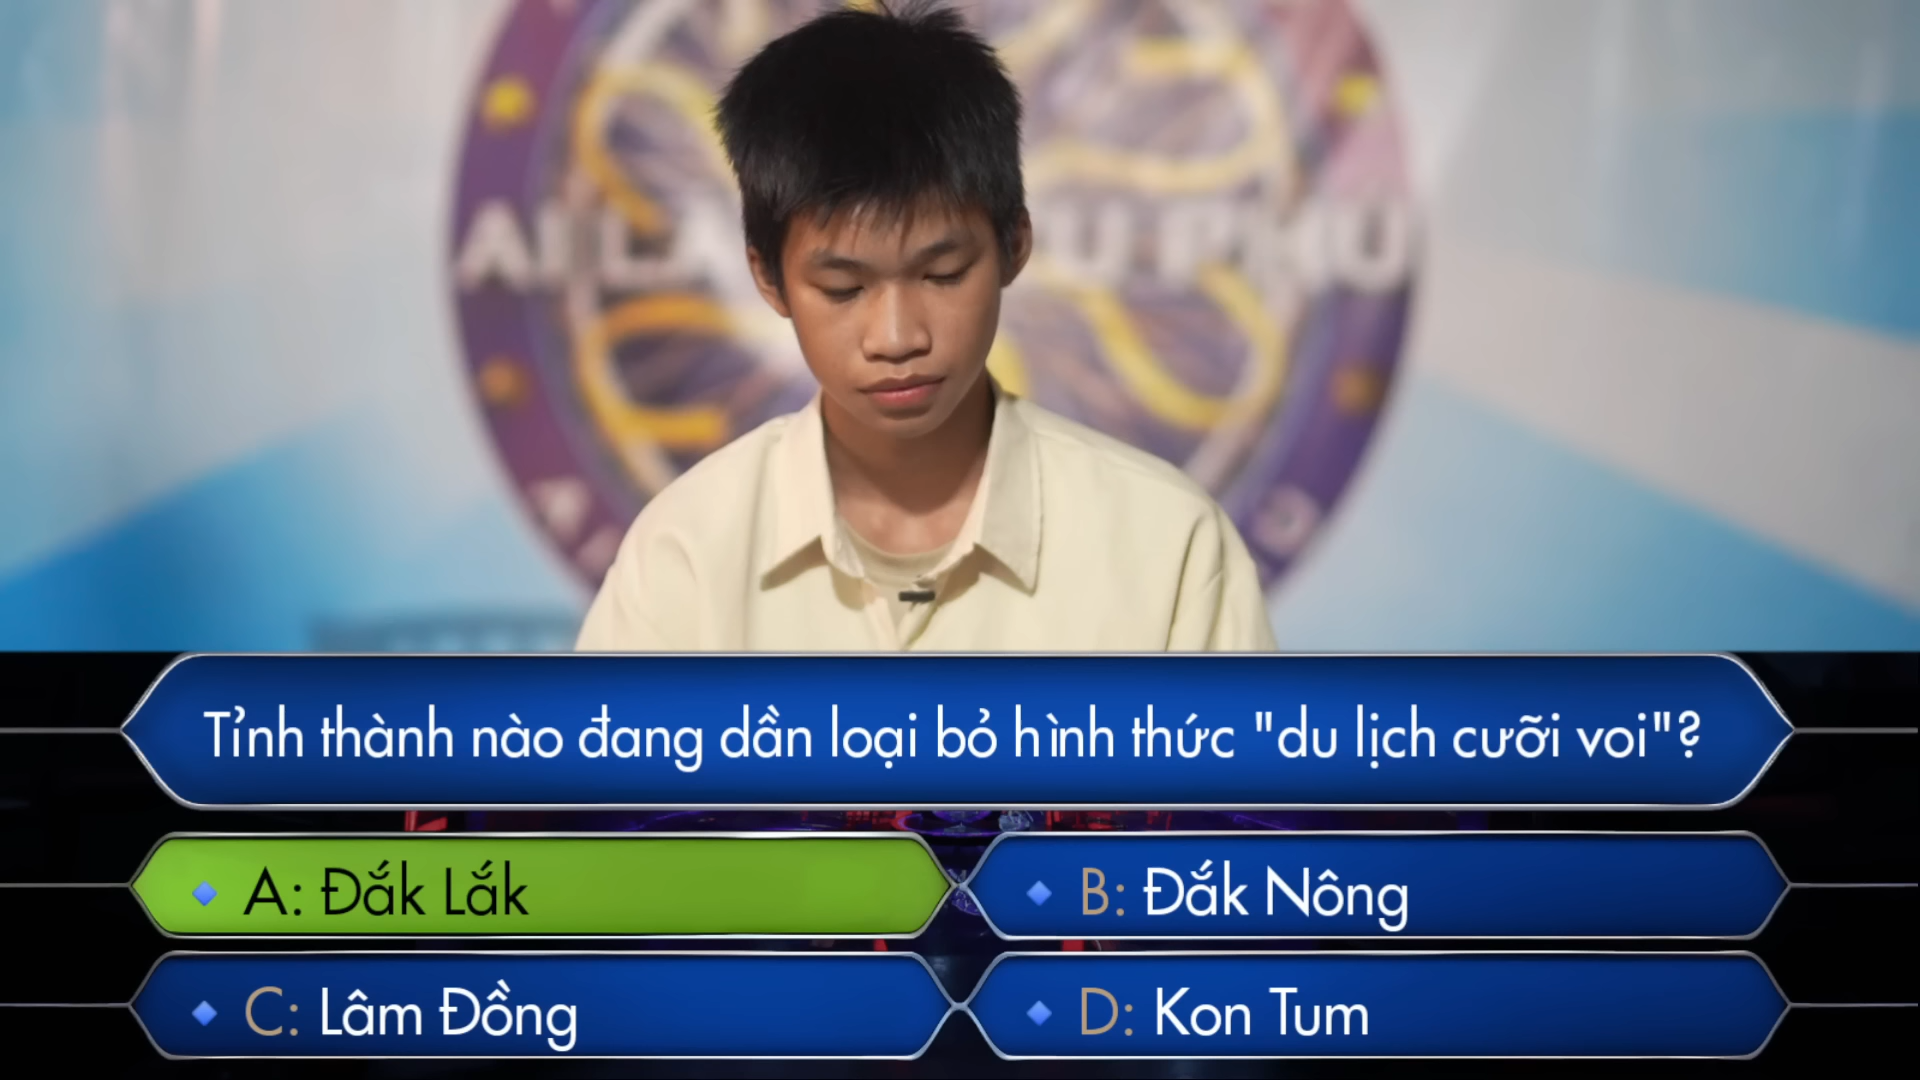 Tỉnh thành nào đang dần loại bỏ hình thức "du lịch cưỡi voi"?
A: Đắk Lắk
B: Đắk Nông
C: Lâm Đồng
D: Kon Tum